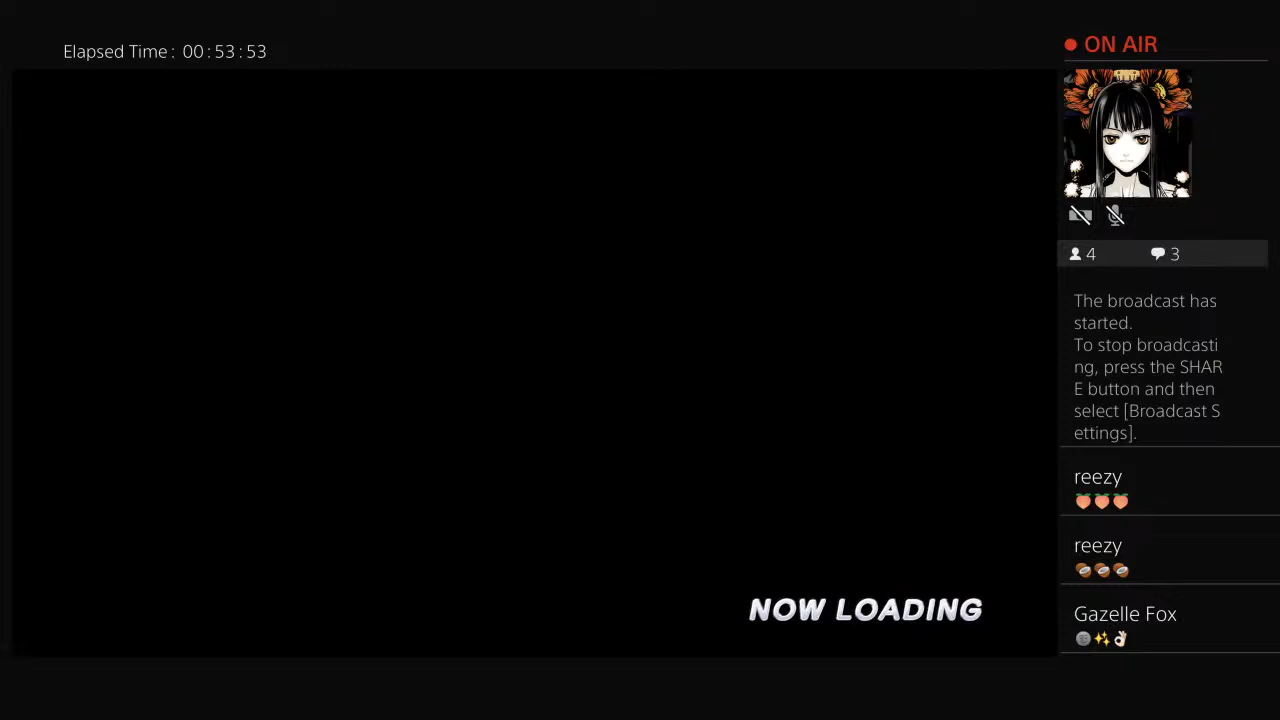 Elapsed Time: 00:53:53
ON AIR
4 3
The broadcast has
started.
To stop broadcasti
ng, press the SHAR
E button and then
select [Broadcast S
ettings].
reezy
🍑🍑🍑
reezy
🥥🥥🥥
Gazelle Fox
🌚✨👌🏻
NOW LOADING